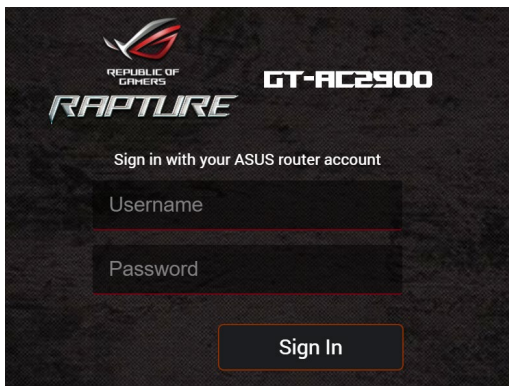 REPUBLIC OF
GAMERS
RAPTURE
GT-AC2900
Sign in with your ASUS router account
Username
Password
Sign In